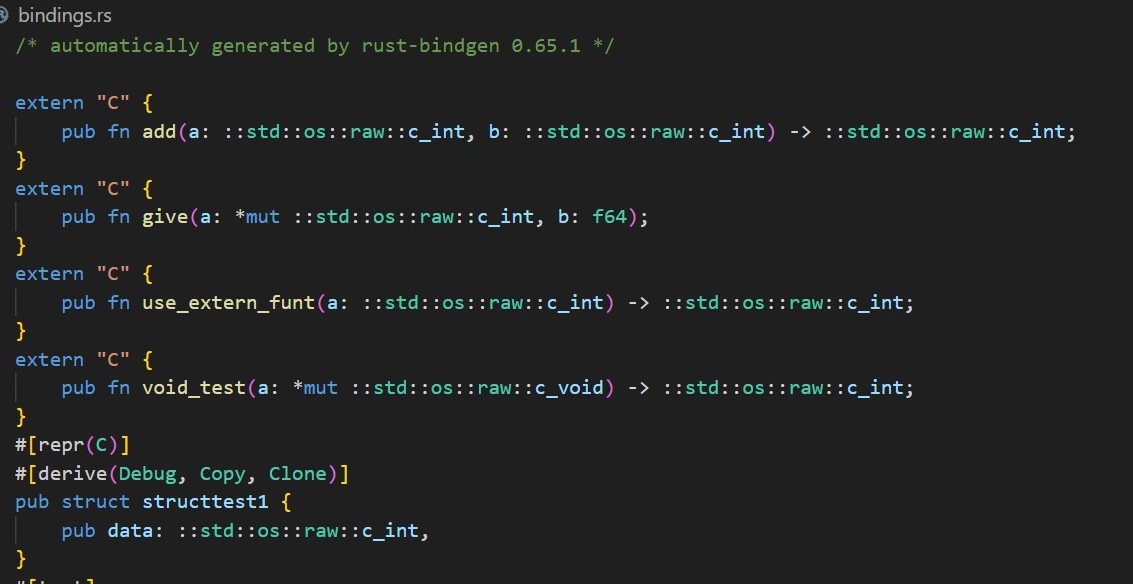 bindings.rs
/* automatically generated by rust-bindgen 0.65.1 */
extern "C" {
    pub fn add(a: ::std::os::raw::c_int, b: ::std::os::raw::c_int) -> ::std::os::raw::c_int;
}
extern "C" {
    pub fn give(a: *mut ::std::os::raw::c_int, b: f64);
}
extern "C" {
    pub fn use_extern_funt(a: ::std::os::raw::c_int) -> ::std::os::raw::c_int;
}
extern "C" {
    pub fn void_test(a: *mut ::std::os::raw::c_void) -> ::std::os::raw::c_int;
}
#[repr(C)]
#[derive(Debug, Copy, Clone)]
pub struct structtest1 {
    pub data: ::std::os::raw::c_int,
}